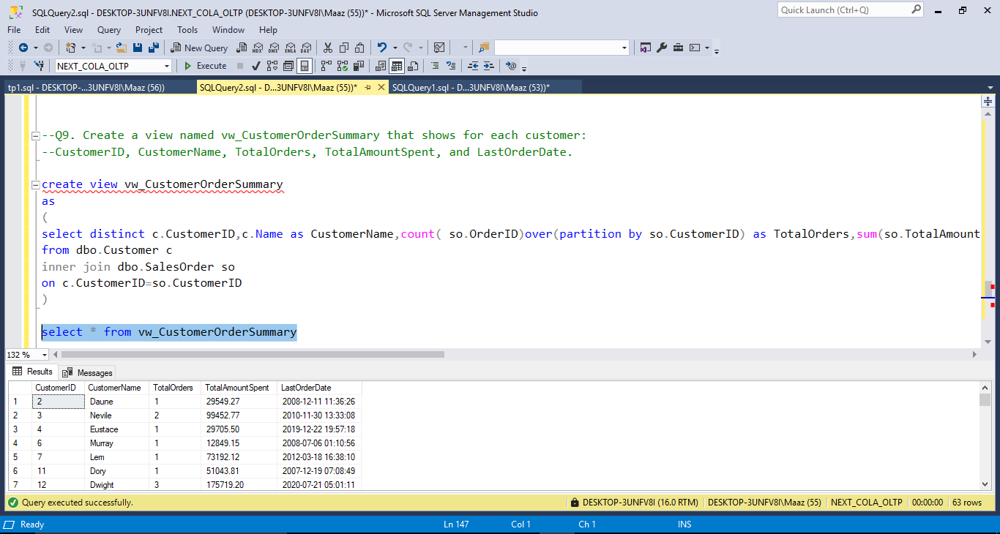 SQLQuery2.sql - DESKTOP-3UNFV8I.NEXT_COLA_OLTP (DESKTOP-3UNFV8I\Maaz (55))* - Microsoft SQL Server Management Studio
Quick Launch (Ctrl+Q)
File Edit View Query Project Tools Window Help
New Query MDX DMX XMLA DAX
NEXT_COLA_OLTP Execute
tp1.sql - DESKTOP-...3UNFV8I\Maaz (56)) SQLQuery2.sql - D...3UNFV8I\Maaz (55))* SQLQuery1.sql - D...3UNFV8I\Maaz (53))*
--Q9. Create a view named vw_CustomerOrderSummary that shows for each customer:
--CustomerID, CustomerName, TotalOrders, TotalAmountSpent, and LastOrderDate.
create view vw_CustomerOrderSummary
as
(
select distinct c.CustomerID,c.Name as CustomerName,count( so.OrderID)over(partition by so.CustomerID) as TotalOrders,sum(so.TotalAmount
from dbo.Customer c
inner join dbo.SalesOrder so
on c.CustomerID=so.CustomerID
)
select * from vw_CustomerOrderSummary
132 %
Results Messages
CustomerID CustomerName TotalOrders TotalAmountSpent LastOrderDate
1 2 Daune 1 29549.27 2008-12-11 11:36:26
2 3 Nevile 2 99452.77 2010-11-30 13:33:08
3 4 Eustace 1 29705.50 2019-12-22 19:57:18
4 6 Murray 1 12849.15 2008-07-06 01:10:56
5 7 Lem 1 73192.12 2012-03-18 16:38:10
6 11 Dory 1 51043.81 2007-12-19 07:08:49
7 12 Dwight 3 175719.20 2020-07-21 05:01:11
Query executed successfully. DESKTOP-3UNFV8I (16.0 RTM) DESKTOP-3UNFV8I\Maaz (55) NEXT_COLA_OLTP 00:00:00 63 rows
Ready Ln 147 Col 1 Ch 1 INS